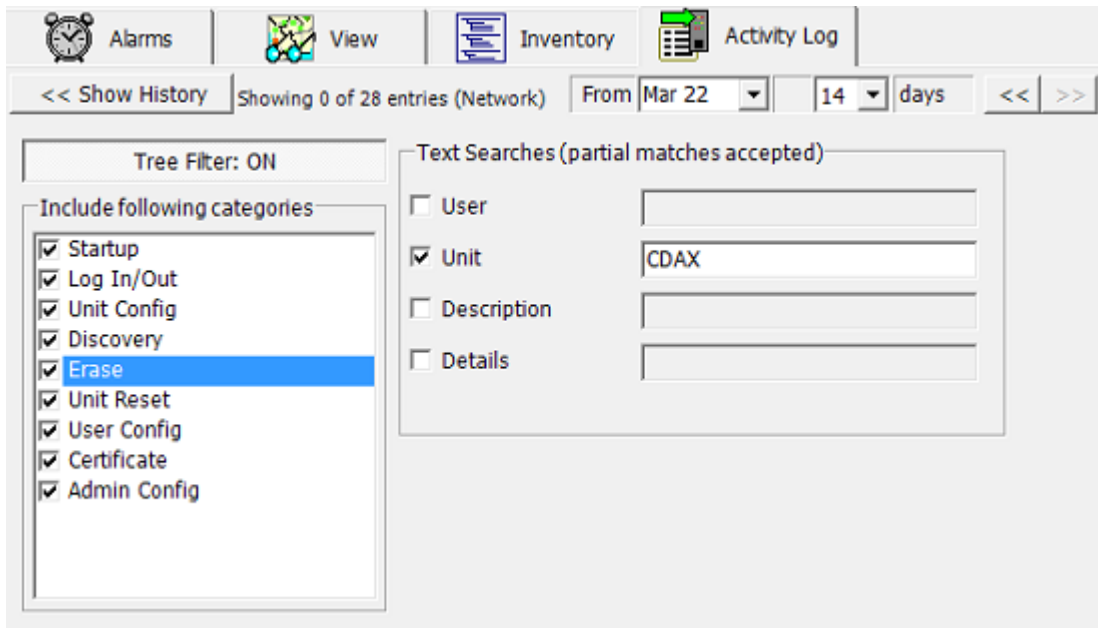 Alarms View Inventory Activity Log
<< Show History Showing 0 of 28 entries (Network) From Mar 22 14 days << >>
Tree Filter: ON
Include following categories
Startup
Log In/Out
Unit Config
Discovery
Erase
Unit Reset
User Config
Certificate
Admin Config
Text Searches (partial matches accepted)
User
Unit CDAX
Description
Details